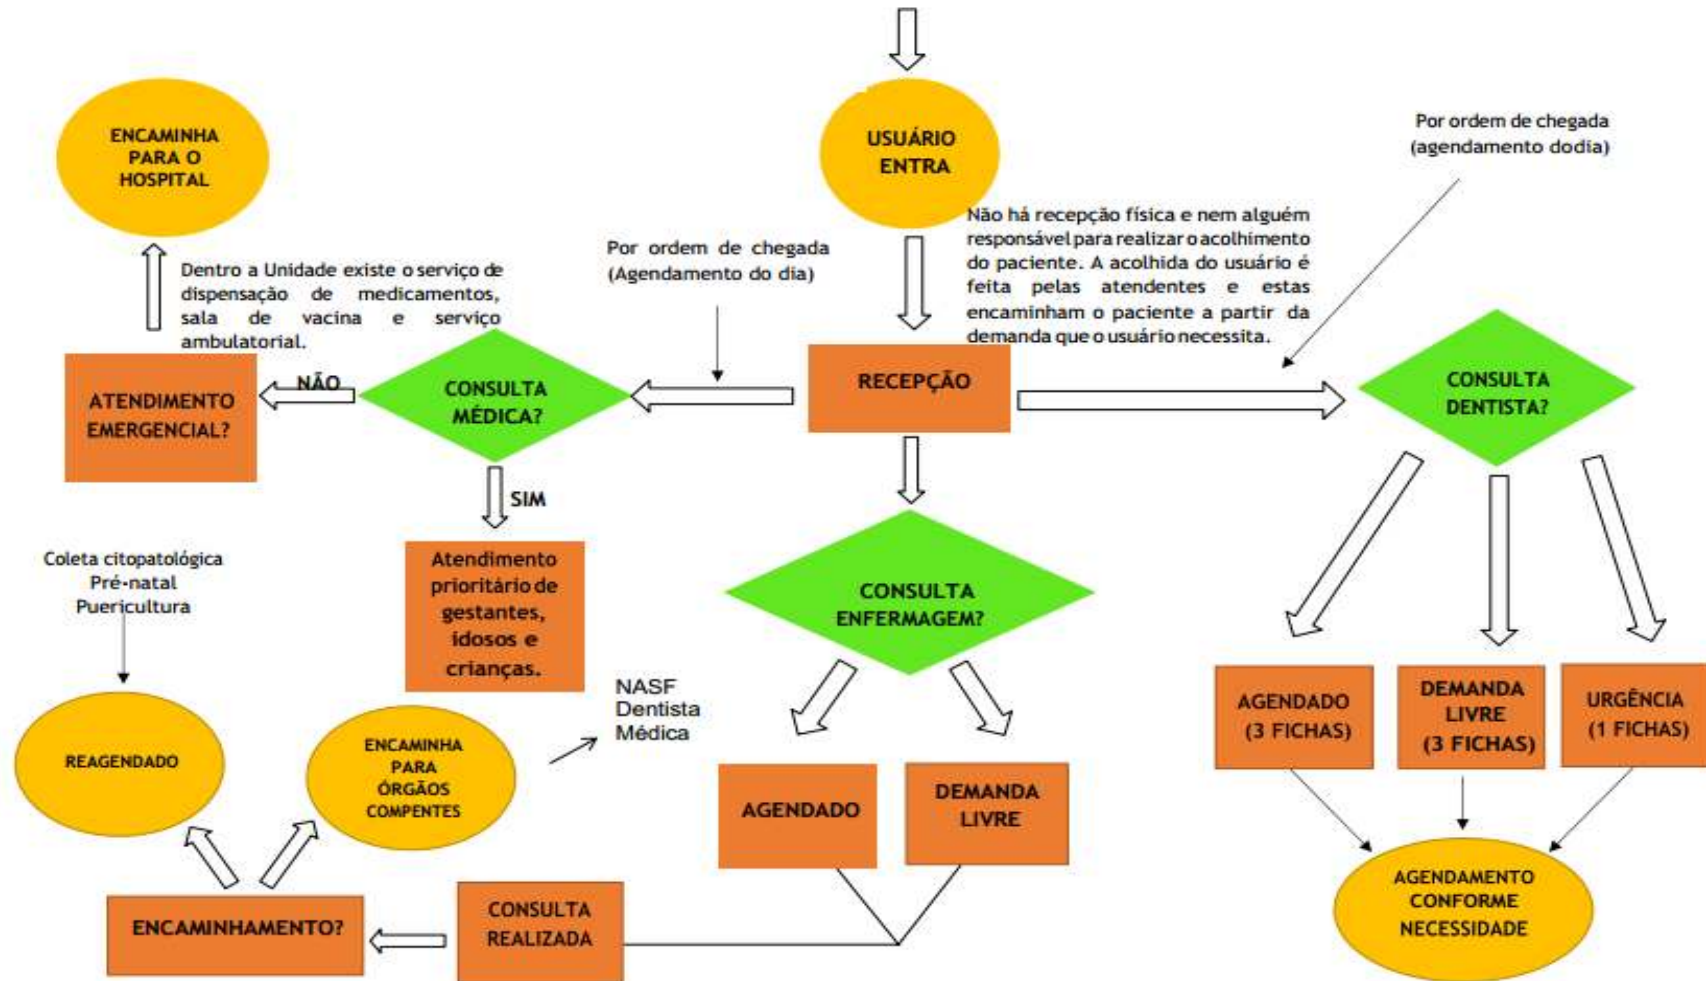 ENCAMINHA
PARA O
HOSPITAL
USUÁRIO
ENTRA
Por ordem de chegada
(agendamento dodia)
Não há recepção física e nem alguém
responsável para realizar o acolhimento
do paciente. A acolhida do usuário é
feita pelas atendentes e estas
encaminham o paciente a partir da
demanda que o usuário necessita.
Por ordem de chegada
(Agendamento do dia)
Dentro a Unidade existe o serviço de
dispensação de medicamentos,
sala de vacina e serviço
ambulatorial.
ATENDIMENTO
EMERGENCIAL?
NÃO
CONSULTA
MÉDICA?
RECEPÇÃO
CONSULTA
DENTISTA?
SIM
Atendimento
prioritário de
gestantes,
idosos e
crianças.
CONSULTA
ENFERMAGEM?
Coleta citopatológica
Pré-natal
Puericultura
REAGENDADO
ENCAMINHA
PARA
ÓRGÃOS
COMPENTES
NASF
Dentista
Médica
AGENDADO
DEMANDA
LIVRE
AGENDADO
(3 FICHAS)
DEMANDA
LIVRE
(3 FICHAS)
URGÊNCIA
(1 FICHAS)
ENCAMINHAMENTO?
CONSULTA
REALIZADA
AGENDAMENTO
CONFORME
NECESSIDADE